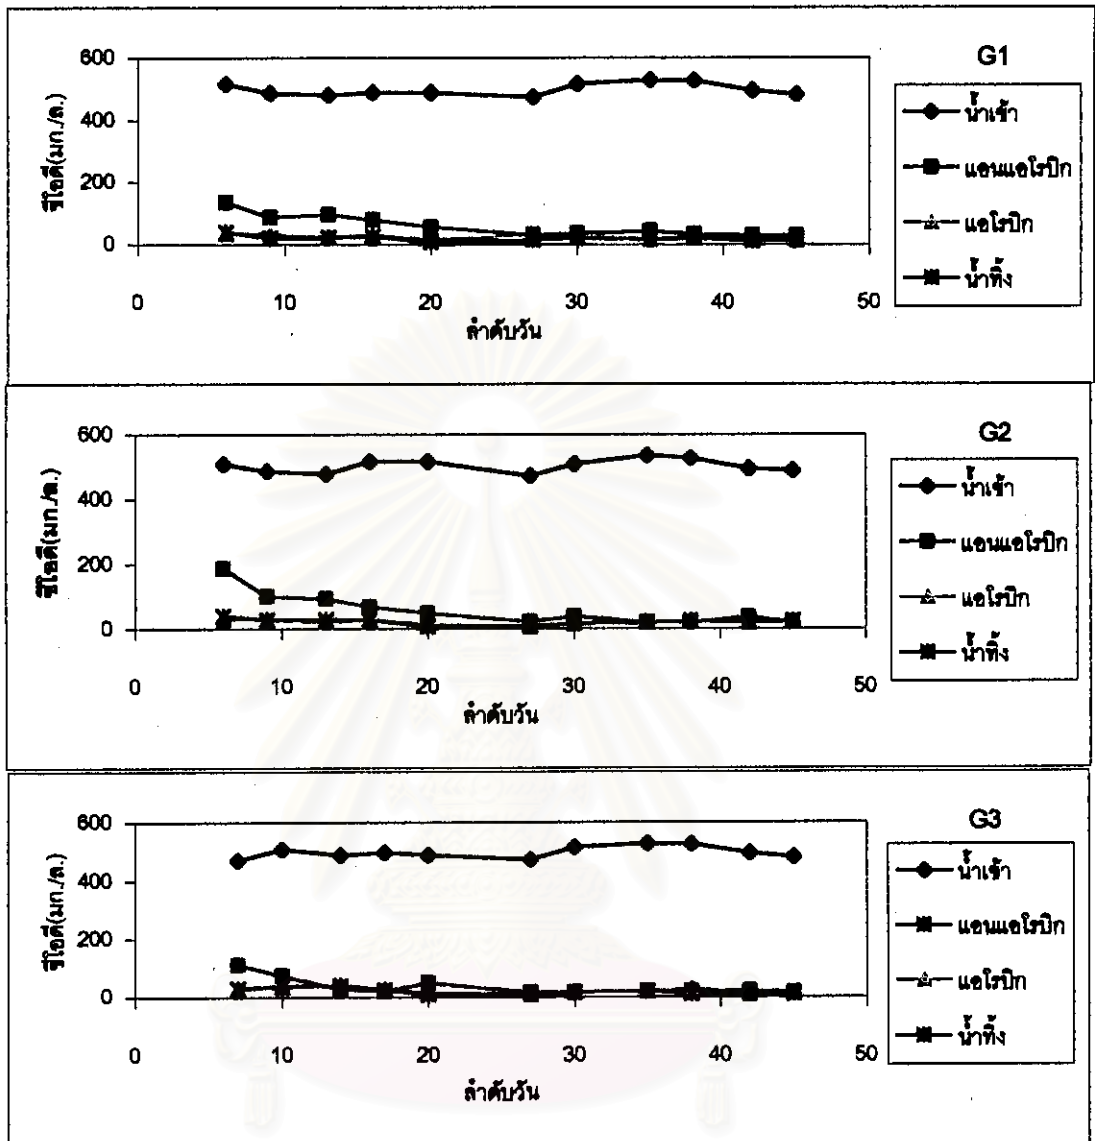 G1
600
400
200
0
ซีโอดี(มก./ล.)
0 10 20 30 40 50
ลำดับวัน
น้ำเข้า
แอนแอโรบิก
แอโรบิก
น้ำทิ้ง
G2
600
400
200
0
ซีโอดี(มก./ล.)
0 10 20 30 40 50
ลำดับวัน
น้ำเข้า
แอนแอโรบิก
แอโรบิก
น้ำทิ้ง
G3
600
400
200
0
ซีโอดี(มก./ล.)
0 10 20 30 40 50
ลำดับวัน
น้ำเข้า
แอนแอโรบิก
แอโรบิก
น้ำทิ้ง